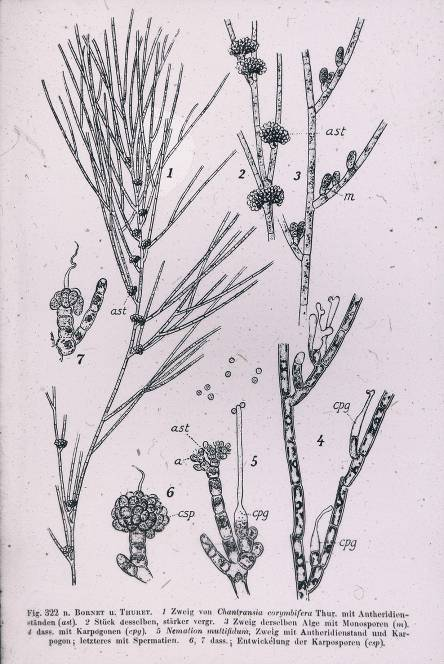 1
2
3
ast
m
ast
7
cpg
4
ast
a
5
6
csp
cpg
cpg
Fig. 322 n. BORNET u. THURET. 1 Zweig von Chantransia corymbifera Thur. mit Antheridien-
ständen (ast). 2 Stück desselben, stärker vergr. 3 Zweig derselben Alge mit Monosporen (m).
4 dass. mit Karpogonen (cpg). 5 Nemalion multifidum, Zweig mit Antheridienstand und Kar-
pogon; letzteres mit Spermatien. 6, 7 dass.; Entwickelung der Karposporen (csp).